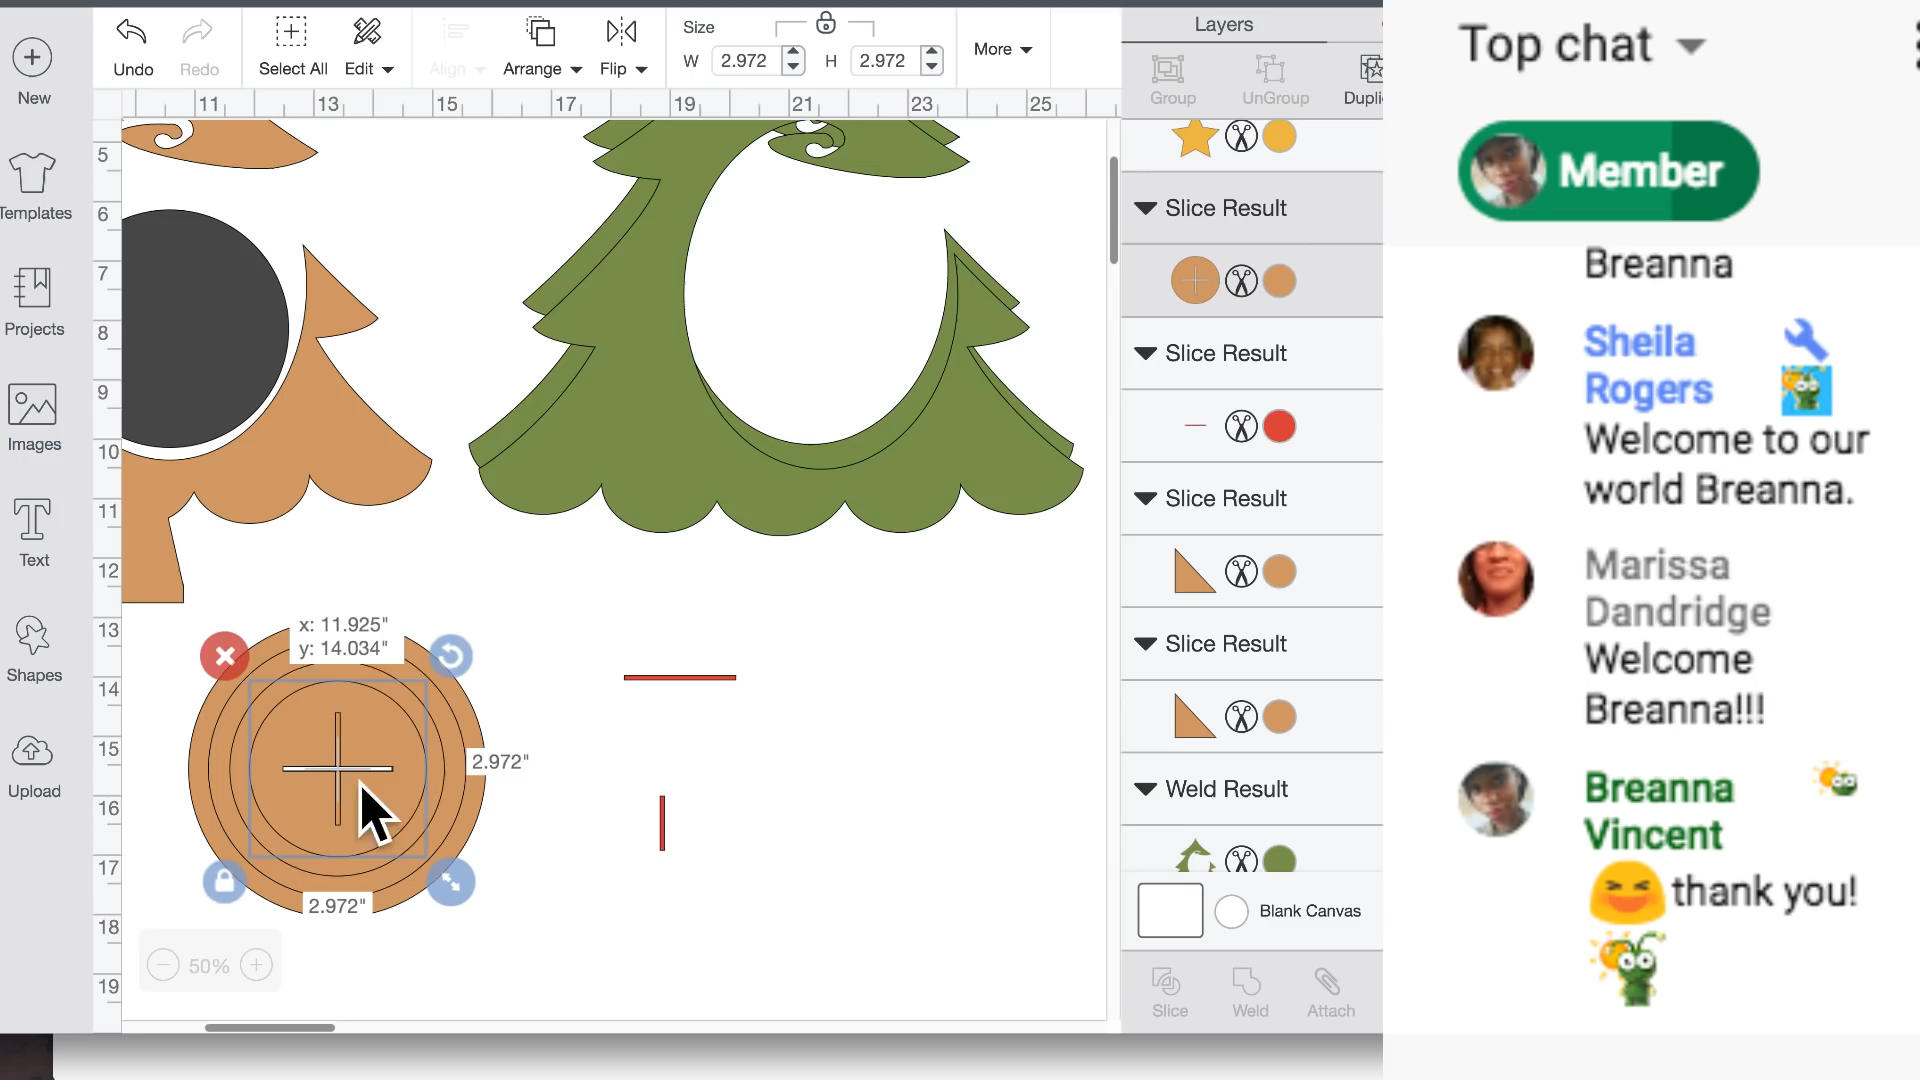 Undo
Redo
Select All
Edit
Align
Arrange
Flip
Size
W 2.972
H 2.972
More
Layers
Group
UnGroup
New
Templates
Projects
Images
Text
Shapes
Upload
11 13 15 17 19 21 23 25
5
6
7
8
9
10
11
12
13
14
15
16
17
18
19
x: 11.925"
y: 14.034"
2.972"
2.972"
50%
Slice Result
Slice Result
Slice Result
Slice Result
Weld Result
Blank Canvas
Slice
Weld
Attach
Top chat
Member
Breanna
Sheila
Rogers
Welcome to our
world Breanna.
Marissa
Dandridge
Welcome
Breanna!!!
Breanna
Vincent
thank you!